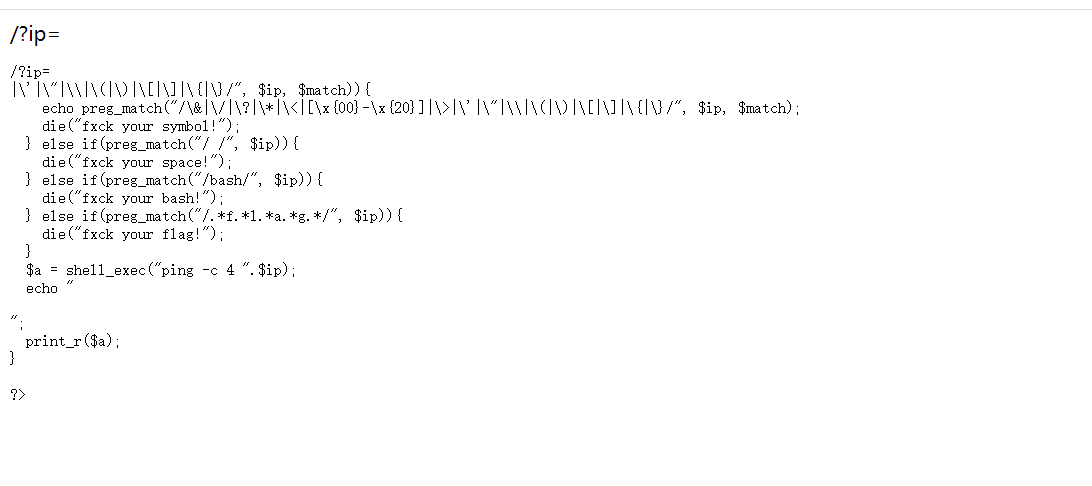 /?ip=
/?ip=
|\'|\"|\\|\(|\)|\[|\]|\{|\}/", $ip, $match)){
    echo preg_match("/\&|\/|\?|\*|\<|[\x{00}-\x{20}]|\>|\'|\"|\\|\(|\)|\[|\]|\{|\}/", $ip, $match);
    die("fxck your symbol!");
  } else if(preg_match("/ /", $ip)){
    die("fxck your space!");
  } else if(preg_match("/bash/", $ip)){
    die("fxck your bash!");
  } else if(preg_match("/.*f.*l.*a.*g.*/", $ip)){
    die("fxck your flag!");
  }
  $a = shell_exec("ping -c 4 ".$ip);
  echo "
";
  print_r($a);
}
?>